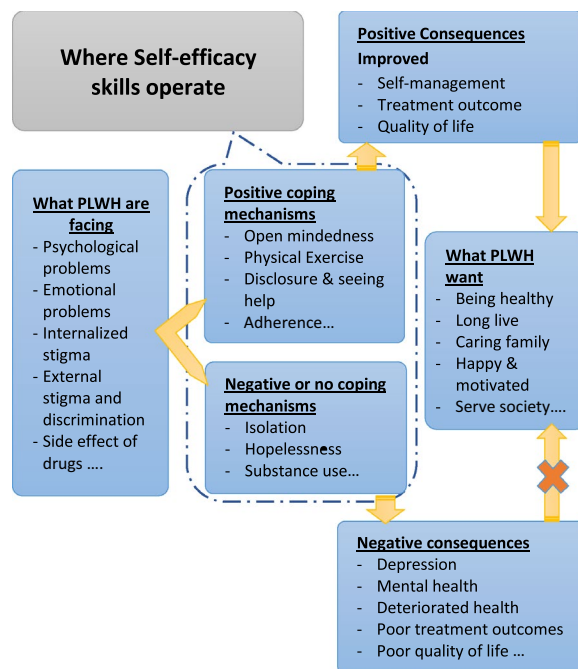 Where Self-efficacy
skills operate
Positive Consequences
Improved
- Self-management
- Treatment outcome
- Quality of life
What PLWH are
facing
- Psychological
problems
- Emotional
problems
- Internalized
stigma
- External
stigma and
discrimination
- Side effect of
drugs ....
Positive coping
mechanisms
- Open mindedness
- Physical Exercise
- Disclosure & seeing
help
- Adherence...
Negative or no coping
mechanisms
- Isolation
- Hopelessness
- Substance use...
What PLWH
want
- Being healthy
- Long live
- Caring family
- Happy &
motivated
- Serve society....
Negative consequences
- Depression
- Mental health
- Deteriorated health
- Poor treatment outcomes
- Poor quality of life ...